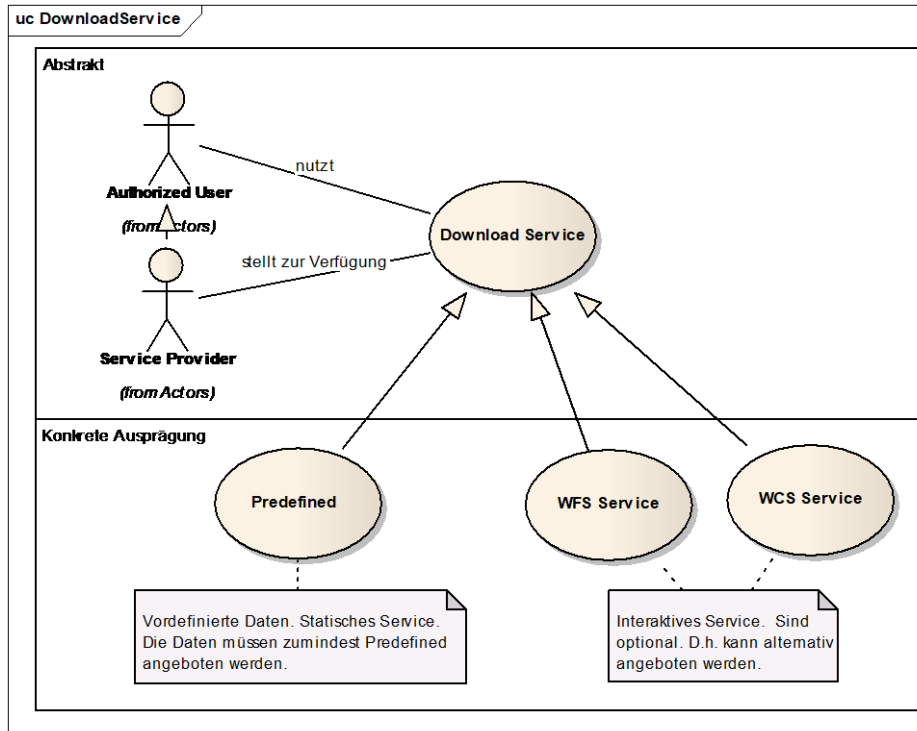 uc DownloadService
Abstrakt
nutzt
Authorized User
(from Actors)
Download Service
stellt zur Verfügung
Service Provider
(from Actors)
Konkrete Ausprägung
Predefined
WFS Service
WCS Service
Vordefinierte Daten. Statisches Service.
Die Daten müssen zumindest Predefined
angeboten werden.
Interaktives Service. Sind
optional. D.h. kann alternativ
angeboten werden.